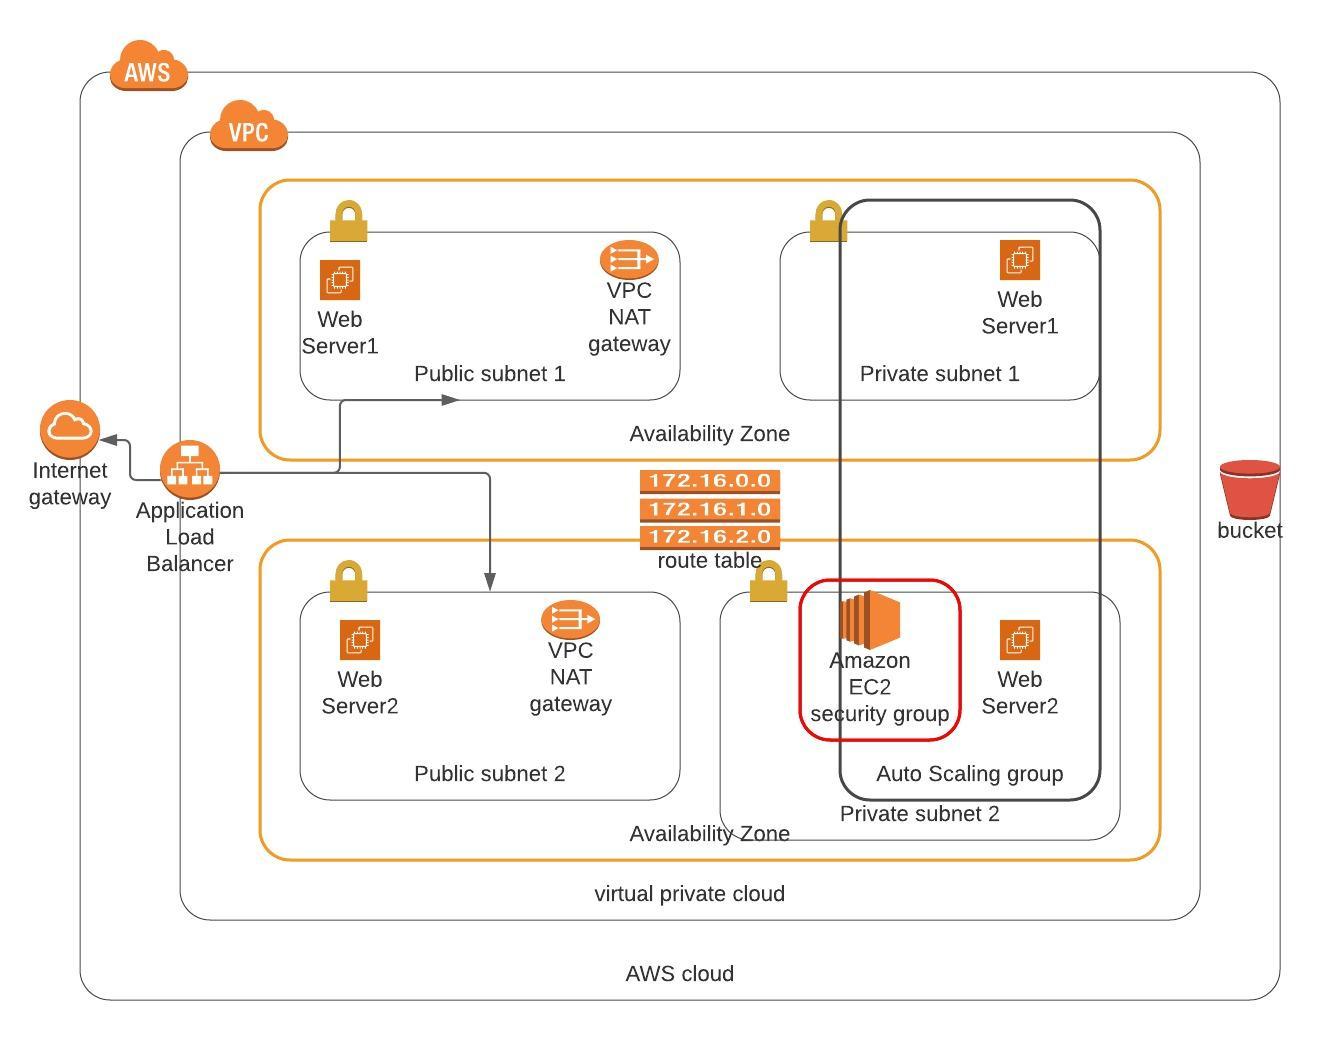 AWS
VPC
Web
Server1
VPC
NAT
gateway
Public subnet 1
Web
Server1
Private subnet 1
Availability Zone
Internet
gateway
Application
Load
Balancer
172.16.0.0
172.16.1.0
172.16.2.0
route table
bucket
Web
Server2
VPC
NAT
gateway
Public subnet 2
Amazon
EC2
security group
Web
Server2
Auto Scaling group
Private subnet 2
Availability Zone
virtual private cloud
AWS cloud